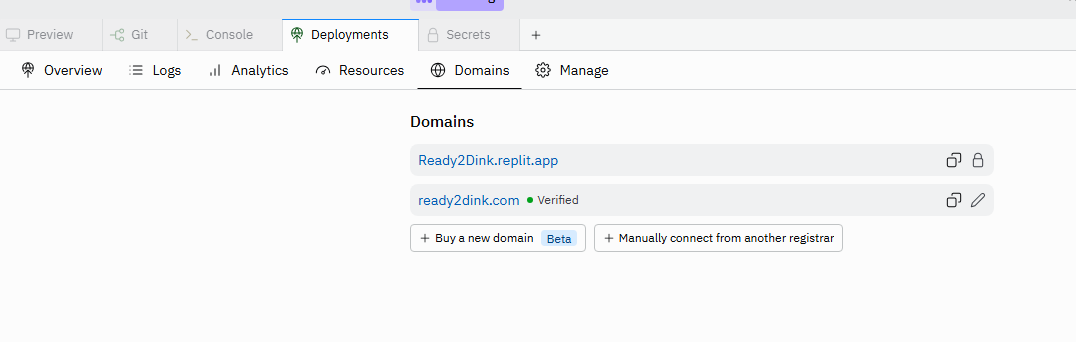 Preview Git Console Deployments Secrets
Overview Logs Analytics Resources Domains Manage
Domains
Ready2Dink.replit.app
ready2dink.com Verified
Buy a new domain Beta Manually connect from another registrar